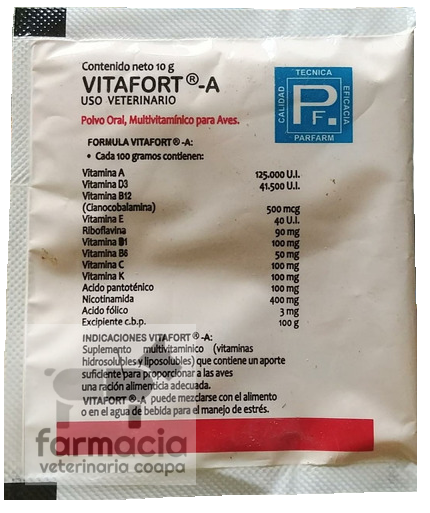 Contenido neto 10 g
VITAFORT®-A
USO VETERINARIO
TECNICA
CALIDAD
EFICACIA
PF.
PARFARM
Polvo Oral, Multivitamínico para Aves.
FORMULA VITAFORT®-A:
• Cada 100 gramos contienen:
Vitamina A 125.000 U.I.
Vitamina D3 41.500 U.I.
Vitamina B12
(Cianocobalamina) 500 mcg
Vitamina E 40 U.I.
Riboflavina 90 mg
Vitamina B1 100 mg
Vitamina B6 50 mg
Vitamina C 100 mg
Vitamina K 100 mg
Acido pantoténico 100 mg
Nicotinamida 400 mg
Acido fólico 3 mg
Excipiente c.b.p. 100 g
INDICACIONES VITAFORT®-A:
Suplemento multivitaminico (vitaminas
hidrosolubles y liposolubles) que contiene un aporte
suficiente para proporcionar a las aves
una ración alimenticia adecuada.
VITAFORT®-A puede mezclarse con el alimento
o en el agua de bebida para el manejo de estrés.
farmacia
veterinaria coapa